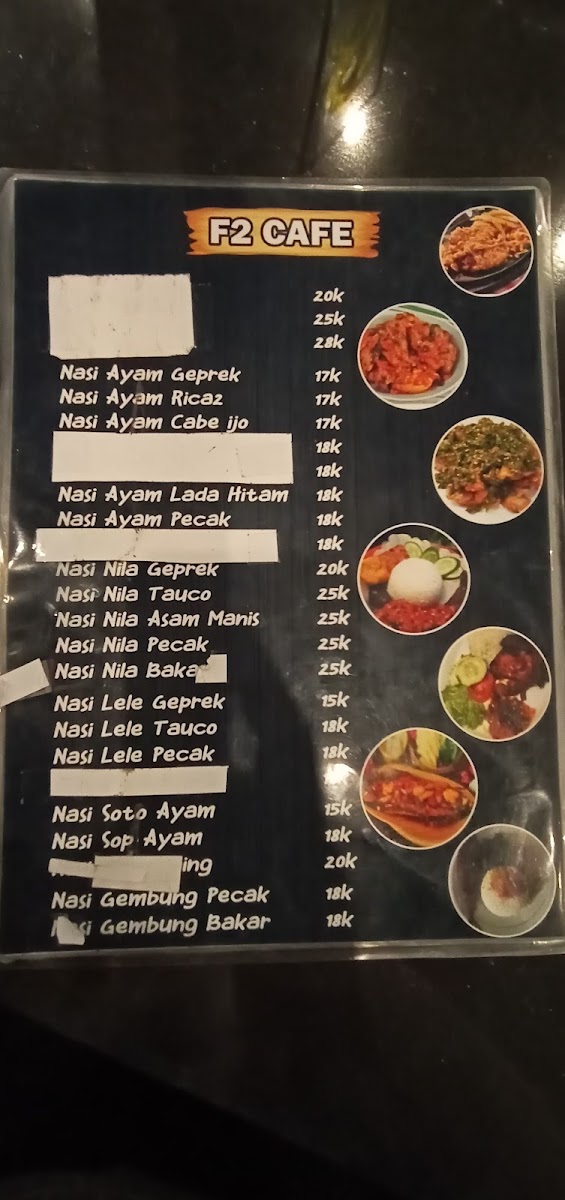 F2 CAFE
20k
25k
28k
Nasi Ayam Geprek 17k
Nasi Ayam Rica2 17k
Nasi Ayam Cabe ijo 17k
18k
18k
Nasi Ayam Lada Hitam 18k
Nasi Ayam Pecak 18k
18k
Nasi Nila Geprek 20k
Nasi Nila Tauco 25k
Nasi Nila Asam Manis 25k
Nasi Nila Pecak 25k
Nasi Nila Baka 25k
Nasi Lele Geprek 15k
Nasi Lele Tauco 18k
Nasi Lele Pecak 18k
Nasi Soto Ayam 15k
Nasi Sop Ayam 18k
ing 20k
Nasi Gembung Pecak 18k
Nasi Gembung Bakar 18k